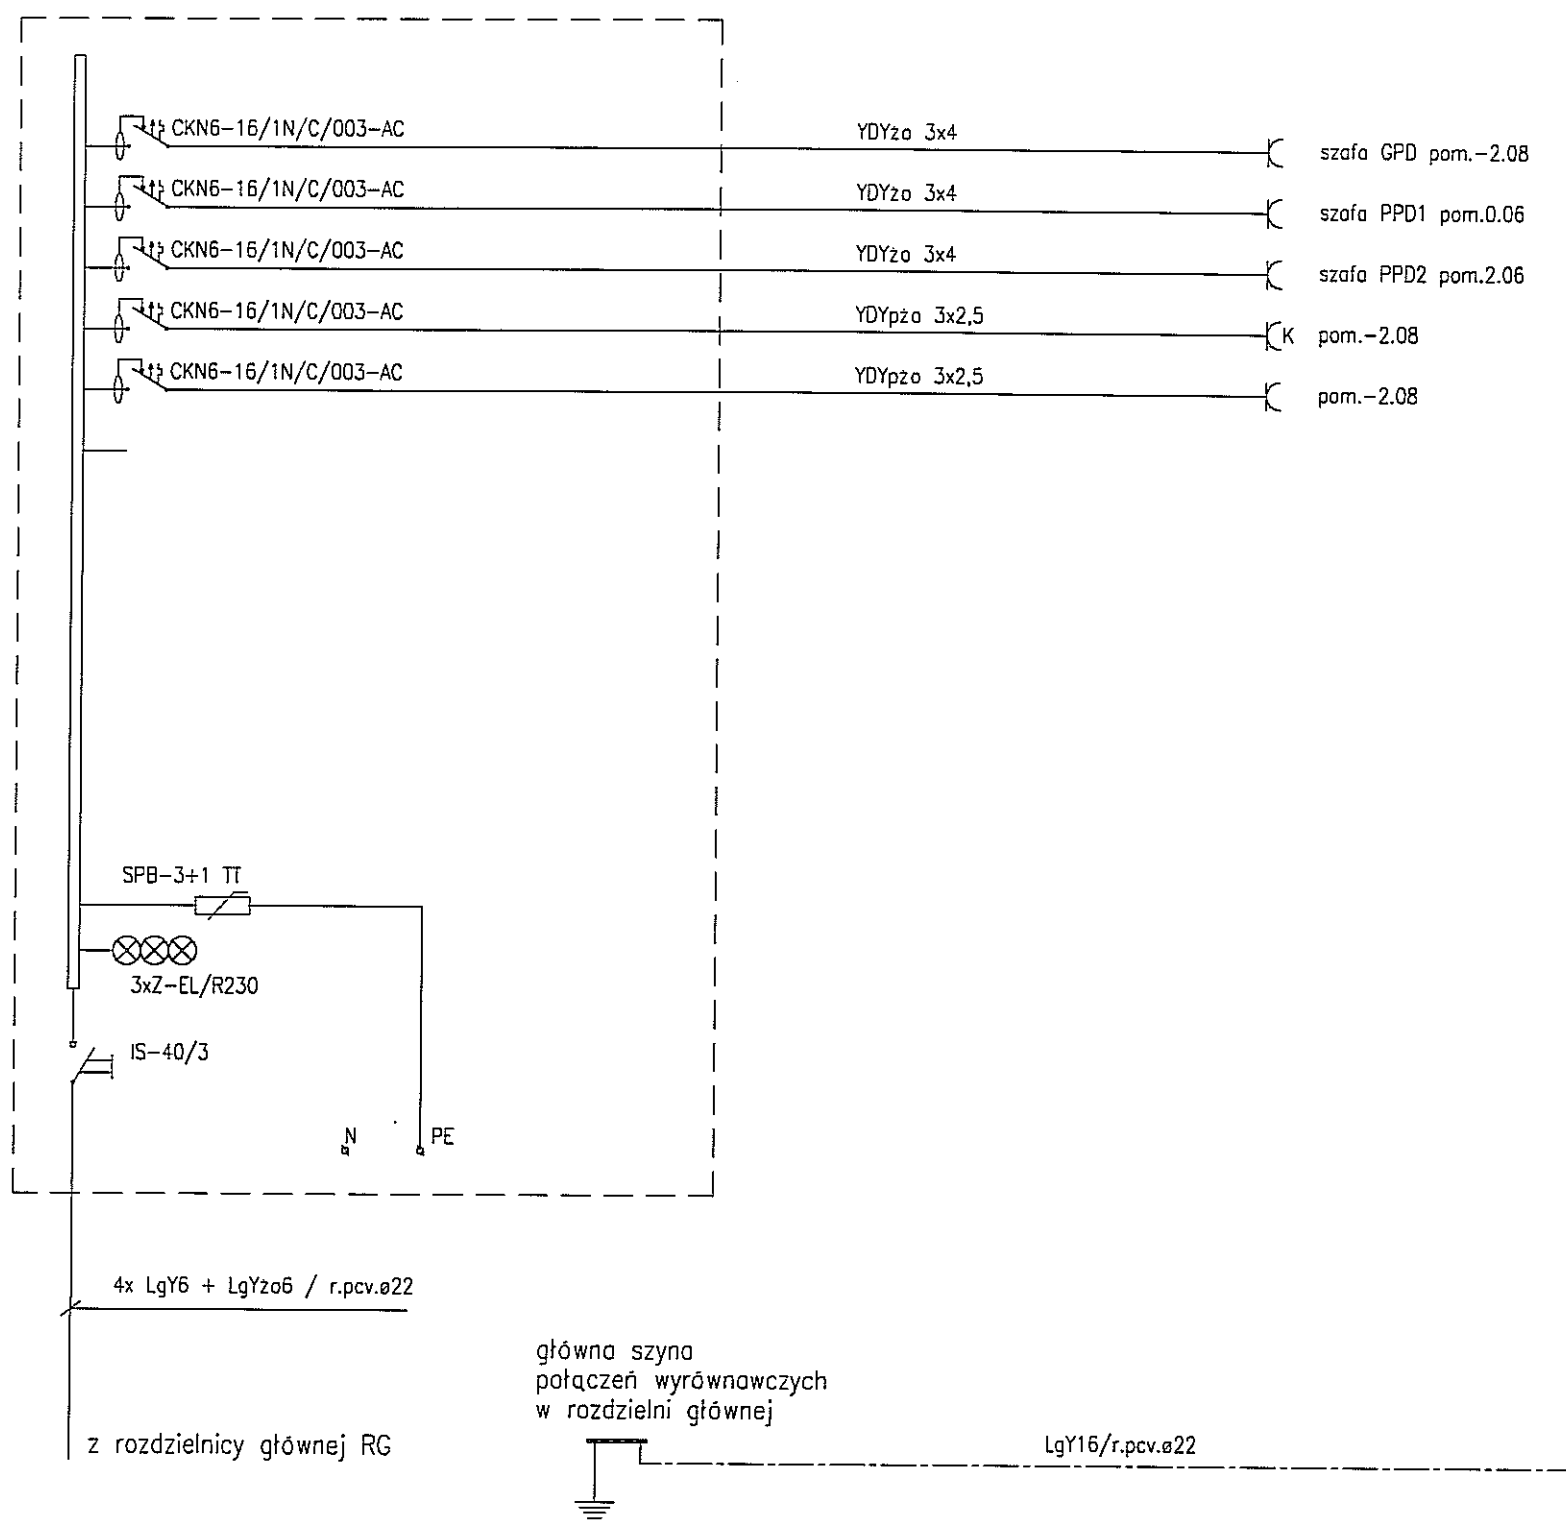 CKN6-16/1N/C/003-AC YDYżo 3x4 szafa GPD pom.-2.08
CKN6-16/1N/C/003-AC YDYżo 3x4 szafa PPD1 pom.0.06
CKN6-16/1N/C/003-AC YDYżo 3x4 szafa PPD2 pom.2.06
CKN6-16/1N/C/003-AC YDYpżo 3x2,5 K pom.-2.08
CKN6-16/1N/C/003-AC YDYpżo 3x2,5 pom.-2.08
SPB-3+1 TT
3xZ-EL/R230
IS-40/3
N PE
4x LgY6 + LgYżo6 / r.pcv.ø22
z rozdzielnicy głównej RG
główna szyna
połączeń wyrównawczych
w rozdzielni głównej
LgY16/r.pcv.ø22